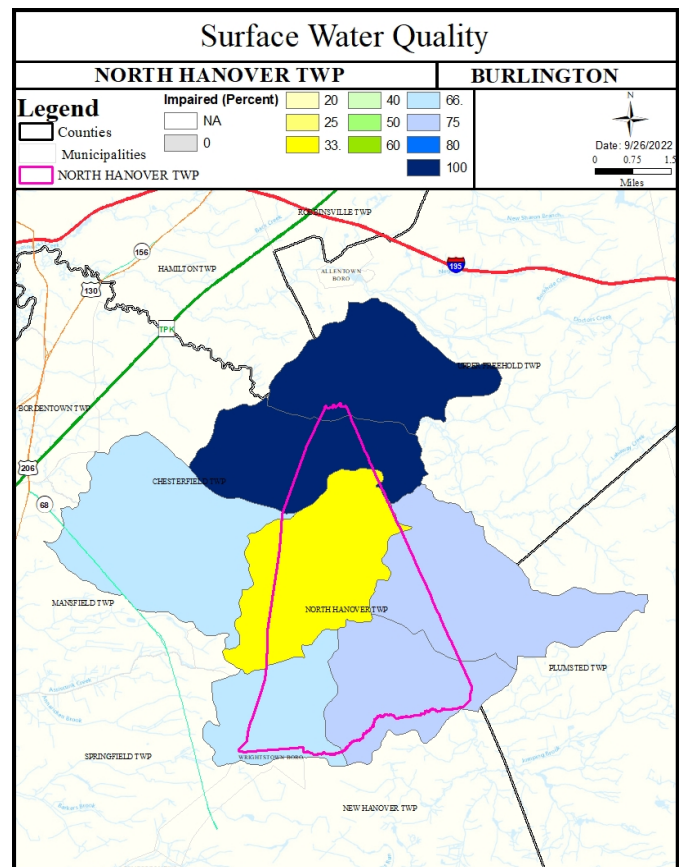 Surface Water Quality
NORTH HANOVER TWP
BURLINGTON
Legend
Counties
Municipalities
NORTH HANOVER TWP
Impaired (Percent)
NA
0
20
25
33.
40
50
60
66.
75
80
100
N
Date: 9/26/2022
0 0.75 1.5
Miles
ROBBINSVILLE TWP
156
HAMILTON TWP
195
ALLENTOWN
BORO
130
TPK
UPPER FREEHOLD TWP
BORDENTOWN TWP
206
CHESTERFIELD TWP
68
MANSFIELD TWP
NORTH HANOVER TWP
PLUMSTED TWP
SPRINGFIELD TWP
WRIGHTSTOWN BORO
NEW HANOVER TWP